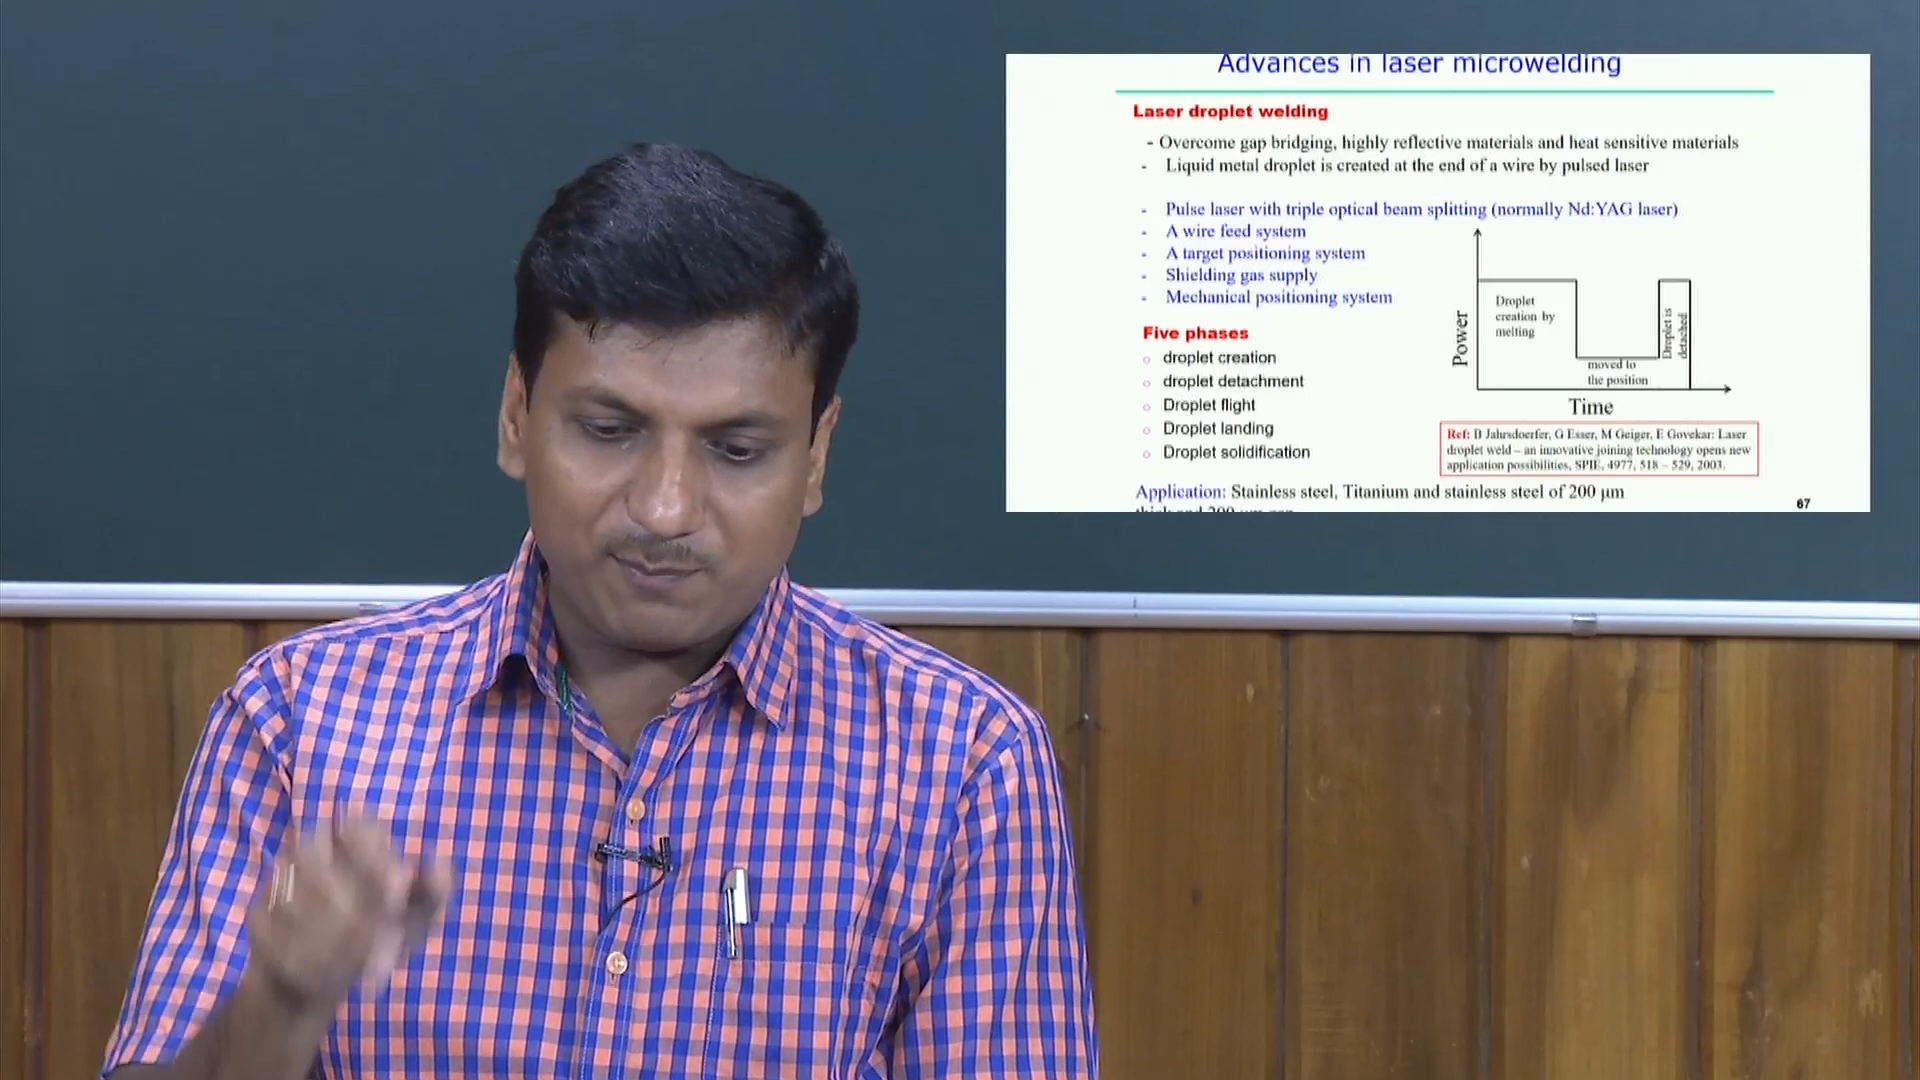 Advances in laser microwelding
Laser droplet welding
- Overcome gap bridging, highly reflective materials and heat sensitive materials
- Liquid metal droplet is created at the end of a wire by pulsed laser
- Pulse laser with triple optical beam splitting (normally Nd:YAG laser)
- A wire feed system
- A target positioning system
- Shielding gas supply
- Mechanical positioning system
Five phases
○ droplet creation
○ droplet detachment
○ Droplet flight
○ Droplet landing
○ Droplet solidification
Power
Droplet
creation by
melting
moved to
the position
Droplet is
detached
Time
Ref: B Jahrsdoerfer, G Esser, M Geiger, E Govekar: Laser
droplet weld – an innovative joining technology opens new
application possibilities, SPIE, 4977, 518 – 529, 2003.
Application: Stainless steel, Titanium and stainless steel of 200 μm
thick and 200 μm gap
67